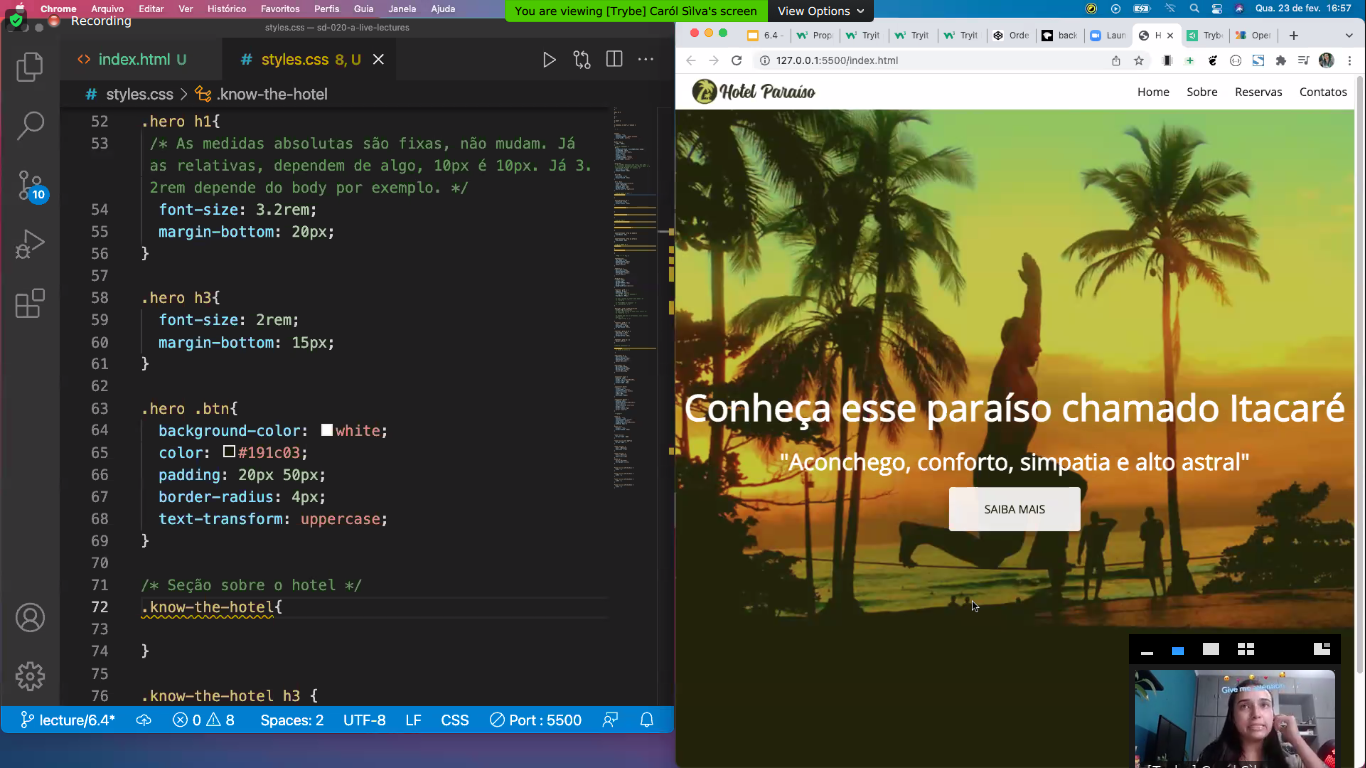 Chrome Arquivo Editar Ver Histórico Favoritos Perfis Guia Janela Ajuda
You are viewing [Trybe] Caról Sìlva's screen View Options
Qua. 23 de fev. 16:57
Recording
styles.css — sd-020-a-live-lectures
index.html U
styles.css 8, U
styles.css > .know-the-hotel
52 .hero h1{
53 /* As medidas absolutas são fixas, não mudam. Já
as relativas, dependem de algo, 10px é 10px. Já 3.
2rem depende do body por exemplo. */
54 font-size: 3.2rem;
55 margin-bottom: 20px;
56 }
57
58 .hero h3{
59 font-size: 2rem;
60 margin-bottom: 15px;
61 }
62
63 .hero .btn{
64 background-color: white;
65 color: #191c03;
66 padding: 20px 50px;
67 border-radius: 4px;
68 text-transform: uppercase;
69 }
70
71 /* Seção sobre o hotel */
72 .know-the-hotel{
73
74 }
75
76 .know-the-hotel h3 {
10
lecture/6.4* 0 8 Spaces: 2 UTF-8 LF CSS Port : 5500
6.4 - Prop Tryit Tryit Tryit Orde back Laun H Trybe Oper
127.0.0.1:5500/index.html
Hotel Paraíso
Home Sobre Reservas Contatos
Conheça esse paraíso chamado Itacaré
"Aconchego, conforto, simpatia e alto astral"
SAIBA MAIS